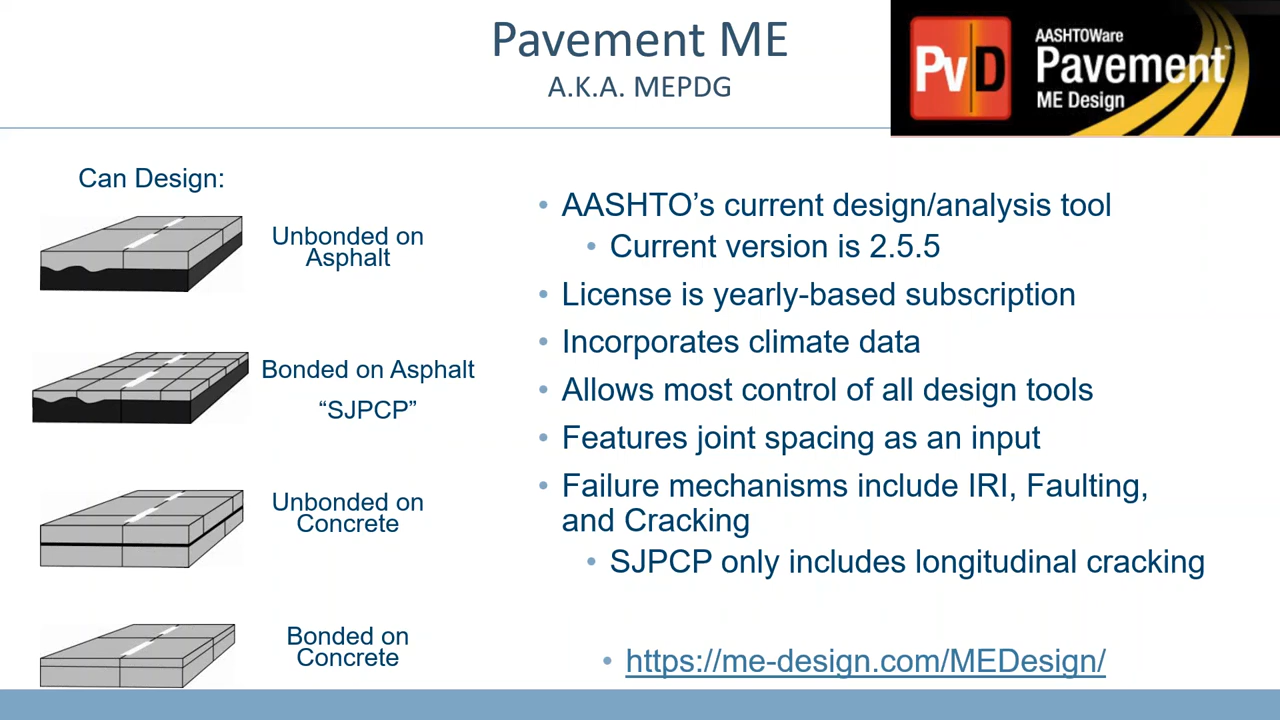 Pavement ME
A.K.A. MEPDG
PvD
AASHTOWare
Pavement™
ME Design
Can Design:
Unbonded on
Asphalt
Bonded on Asphalt
“SJPCP”
Unbonded on
Concrete
Bonded on
Concrete
• AASHTO’s current design/analysis tool
• Current version is 2.5.5
• License is yearly-based subscription
• Incorporates climate data
• Allows most control of all design tools
• Features joint spacing as an input
• Failure mechanisms include IRI, Faulting,
and Cracking
• SJPCP only includes longitudinal cracking
• https://me-design.com/MEDesign/